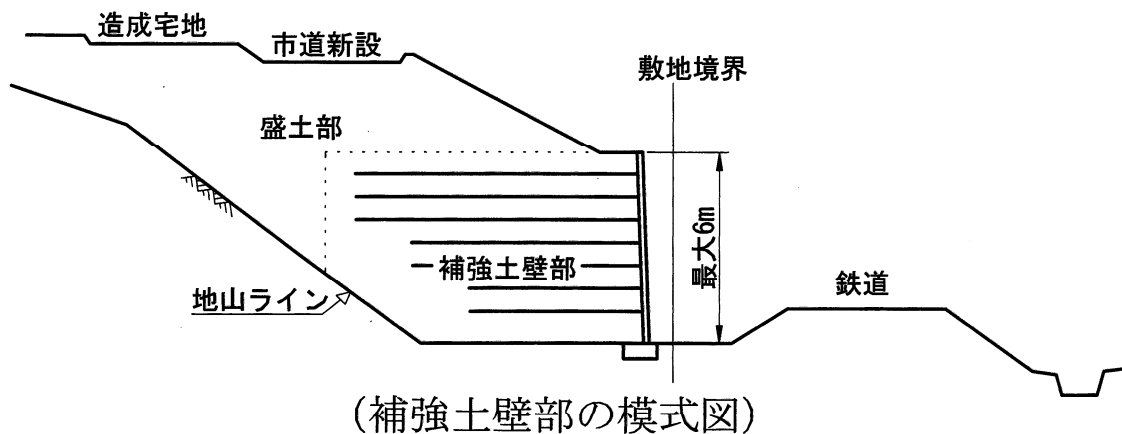 造成宅地
市道新設
敷地境界
盛土部
最大6m
補強土壁部
鉄道
地山ライン
(補強土壁部の模式図)